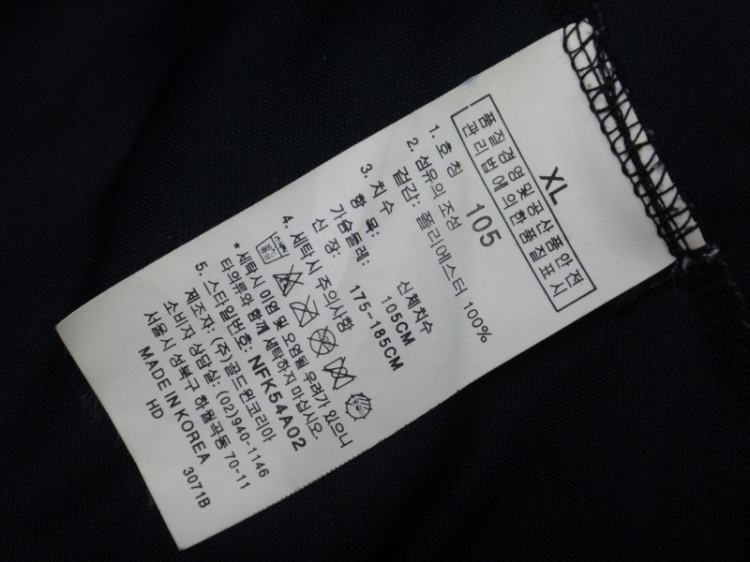 XL
품질경영및공산품안전
관리법에의한품질표시
1. 호칭 105
2. 섬유의 조성
겉감: 폴리에스터 100%
3. 치수
항 목: 신체치수
가슴둘레: 105CM
신 장: 175-185CM
4. 세탁시 주의사항
* 세탁시 이염 및 오염될 우려가 있으니
타의류와 함께 세탁하지 마십시오.
5. 스타일번호: NFK54A02
제조자: (주)골드윈코리아
소비자 상담실: (02)940-1146
서울시 성북구 하월곡동 70-11
MADE IN KOREA
HD 3071B